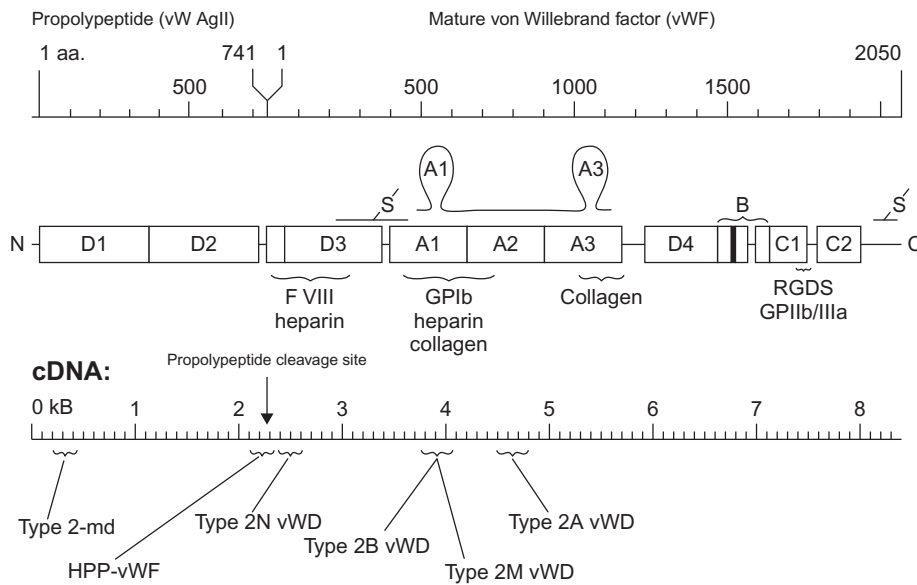 Propolypeptide (vW AgII) Mature von Willebrand factor (vWF)
1 aa. 741 1 2050
500 500 1000 1500
A1 A3
S S
B
N D1 D2 D3 A1 A2 A3 D4 C1 C2 C
F VIII GPIb Collagen RGDS
heparin heparin GPIIb/IIIa
collagen
Propolypeptide cleavage site
cDNA:
0 kB 1 2 3 4 5 6 7 8
Type 2-md Type 2N vWD Type 2A vWD
Type 2B vWD
HPP-vWF Type 2M vWD